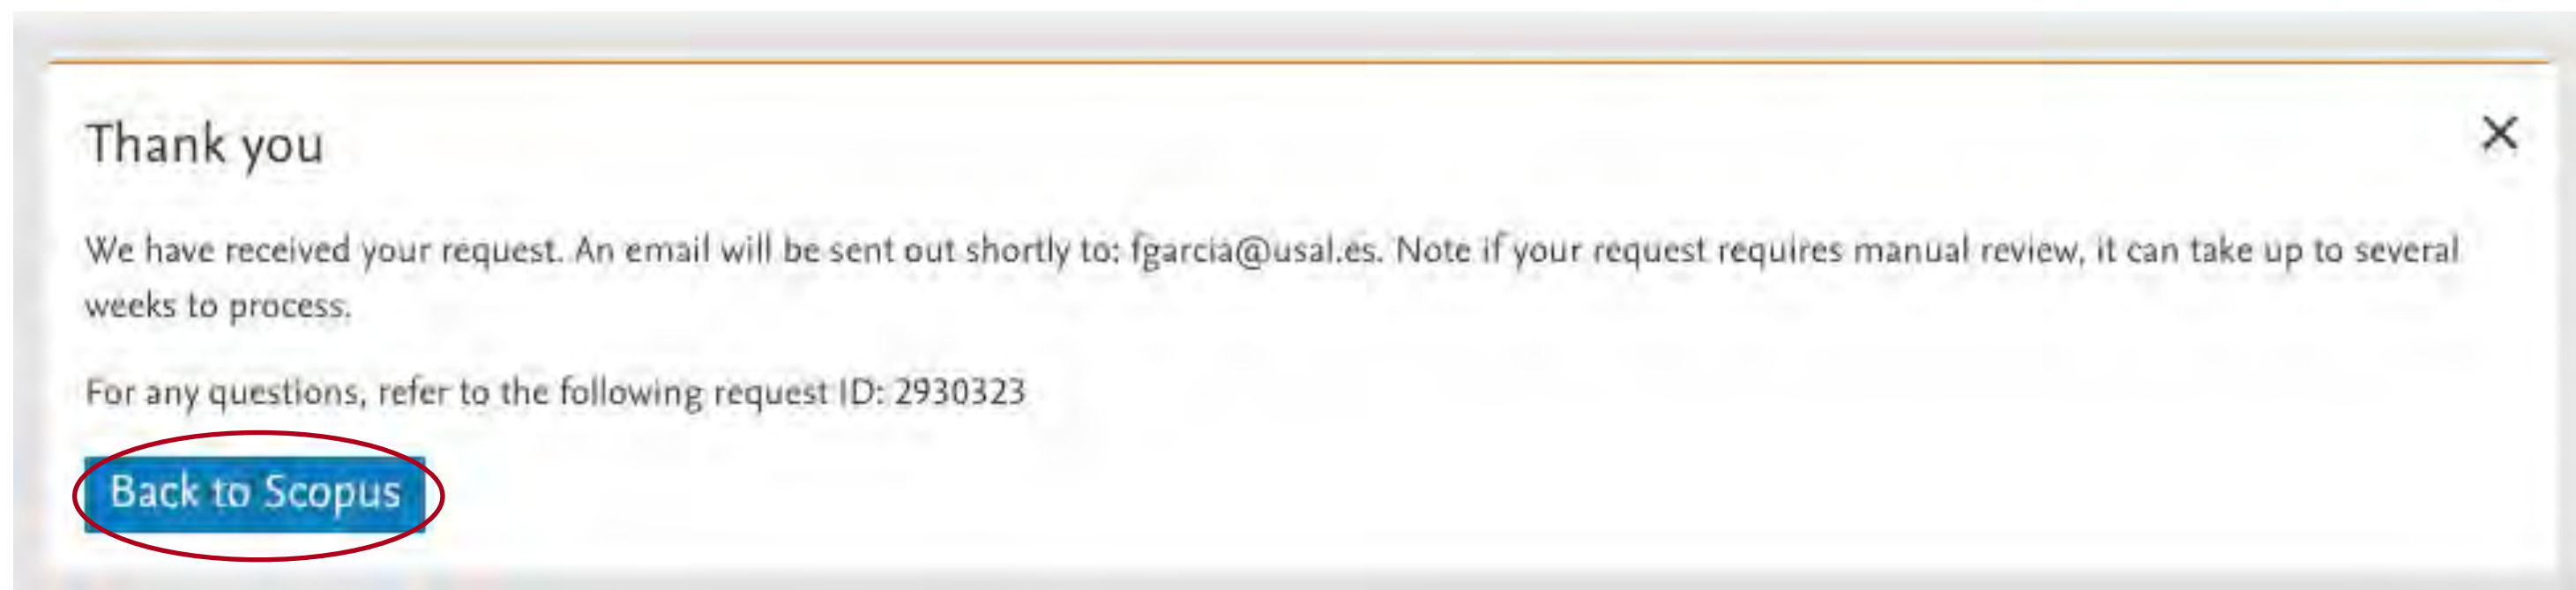 Thank you
We have received your request. An email will be sent out shortly to: fgarcia@usal.es. Note if your request requires manual review, it can take up to several
weeks to process.
For any questions, refer to the following request ID: 2930323
Back to Scopus